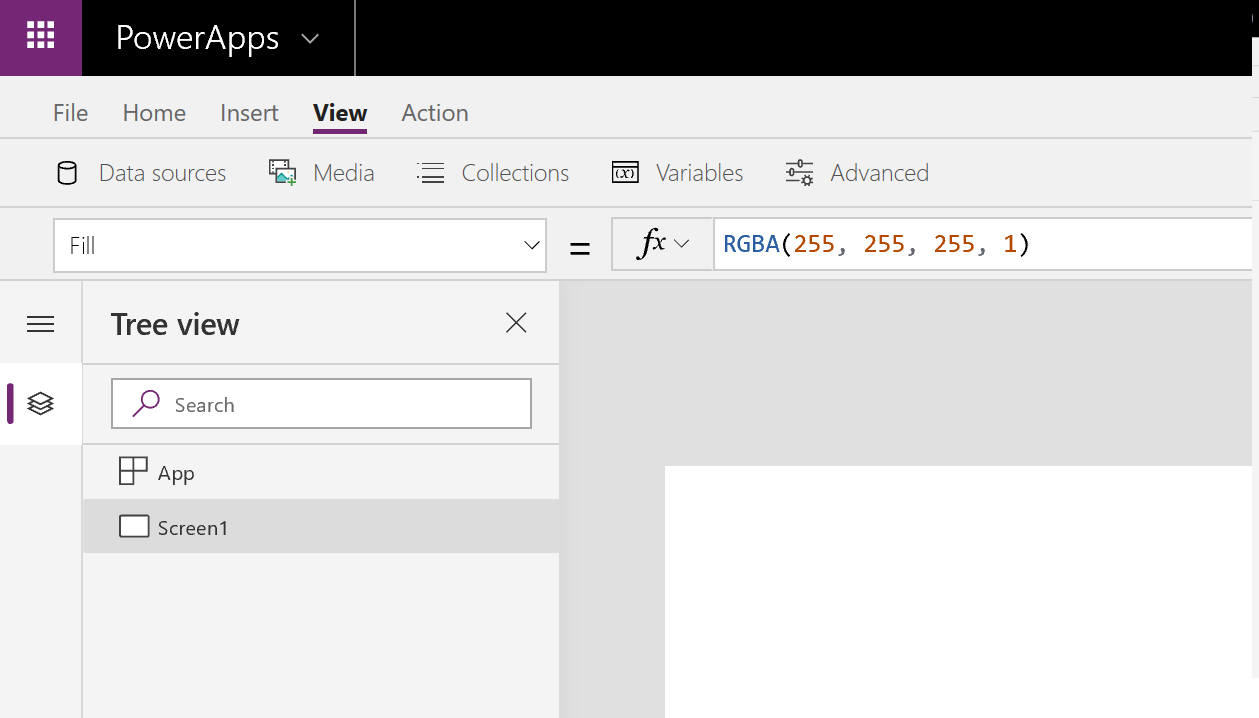 PowerApps
File Home Insert View Action
Data sources Media Collections (x) Variables Advanced
Fill = fx RGBA(255, 255, 255, 1)
Tree view
Search
App
Screen1